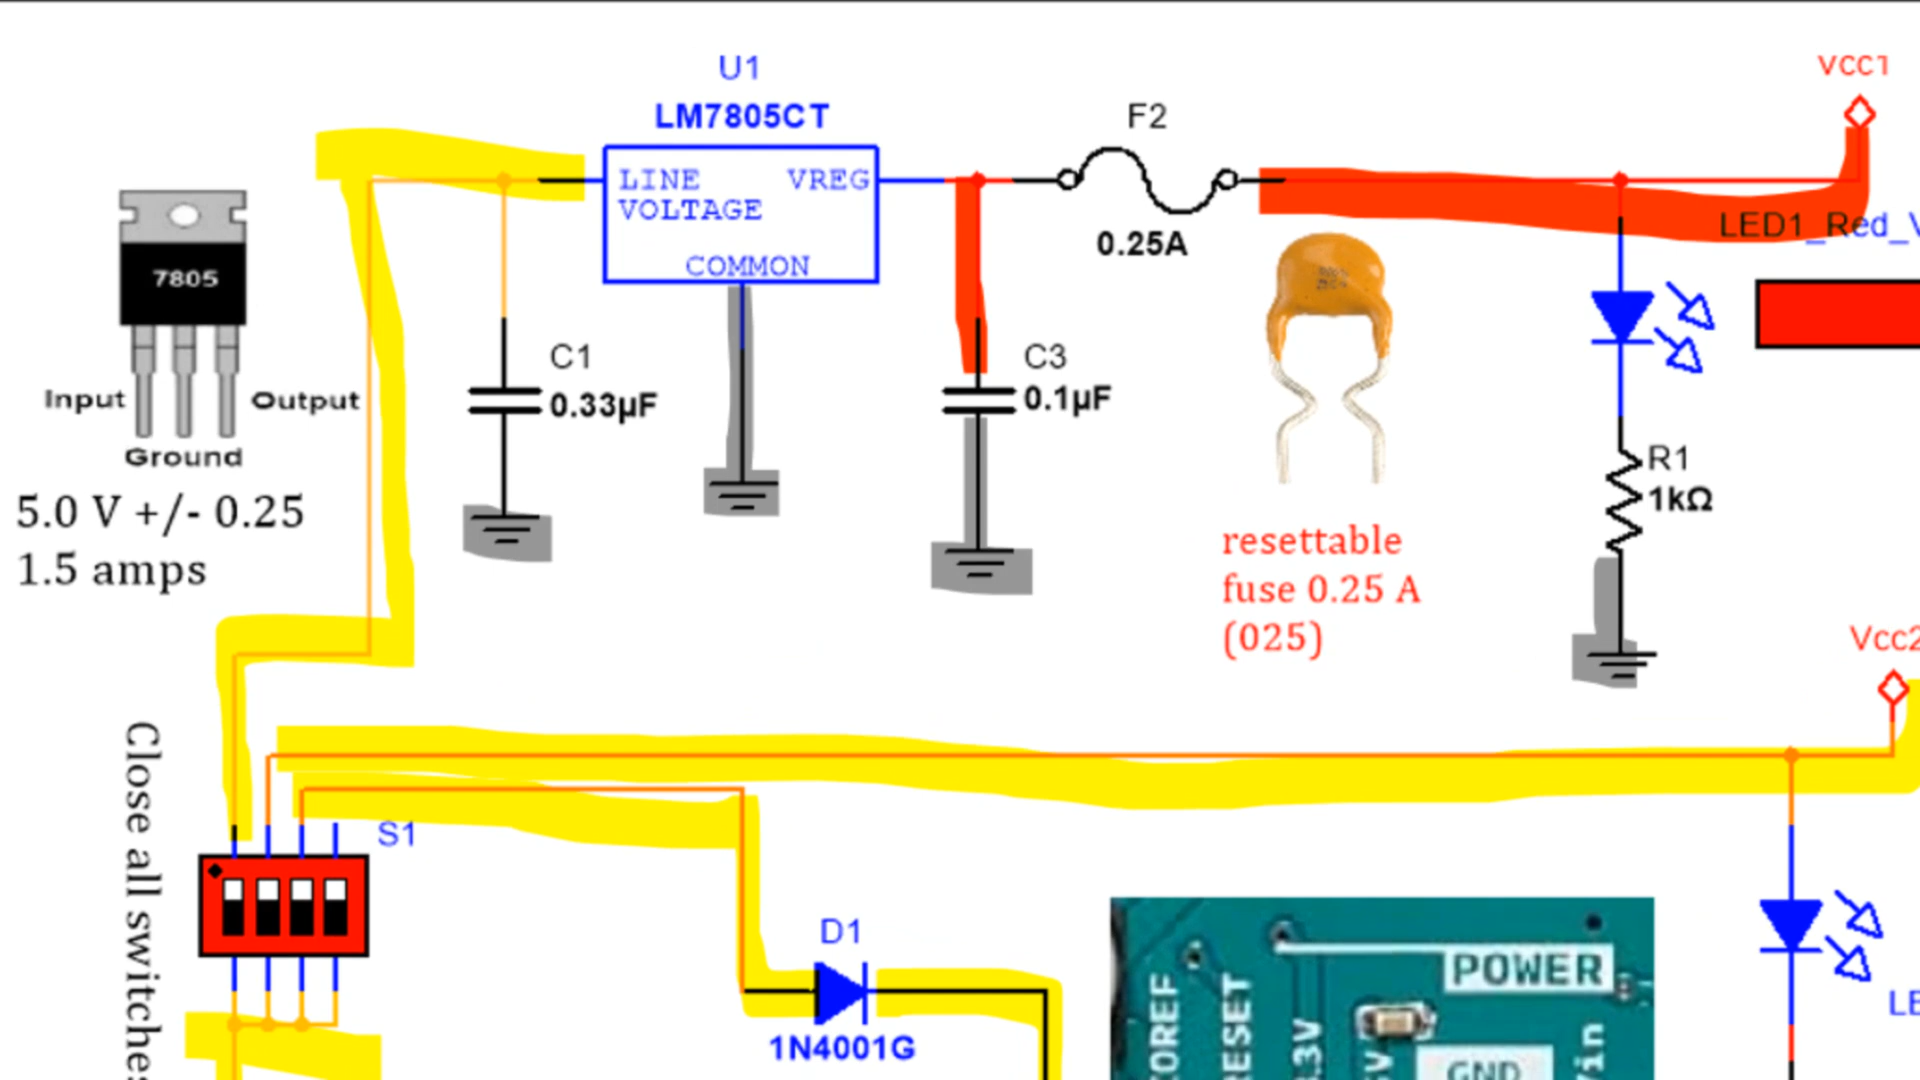 U1
LM7805CT
LINE
VOLTAGE
VREG
COMMON
F2
0.25A
VCC1
LED1_Red_V
7805
Input
Output
Ground
5.0 V +/- 0.25
1.5 amps
C1
0.33µF
C3
0.1µF
resettable
fuse 0.25 A
(025)
R1
1kΩ
Vcc2
Close all switches
S1
D1
1N4001G
POWER
IOREF
RESET
3.3V
5V
GND
Vin
LE